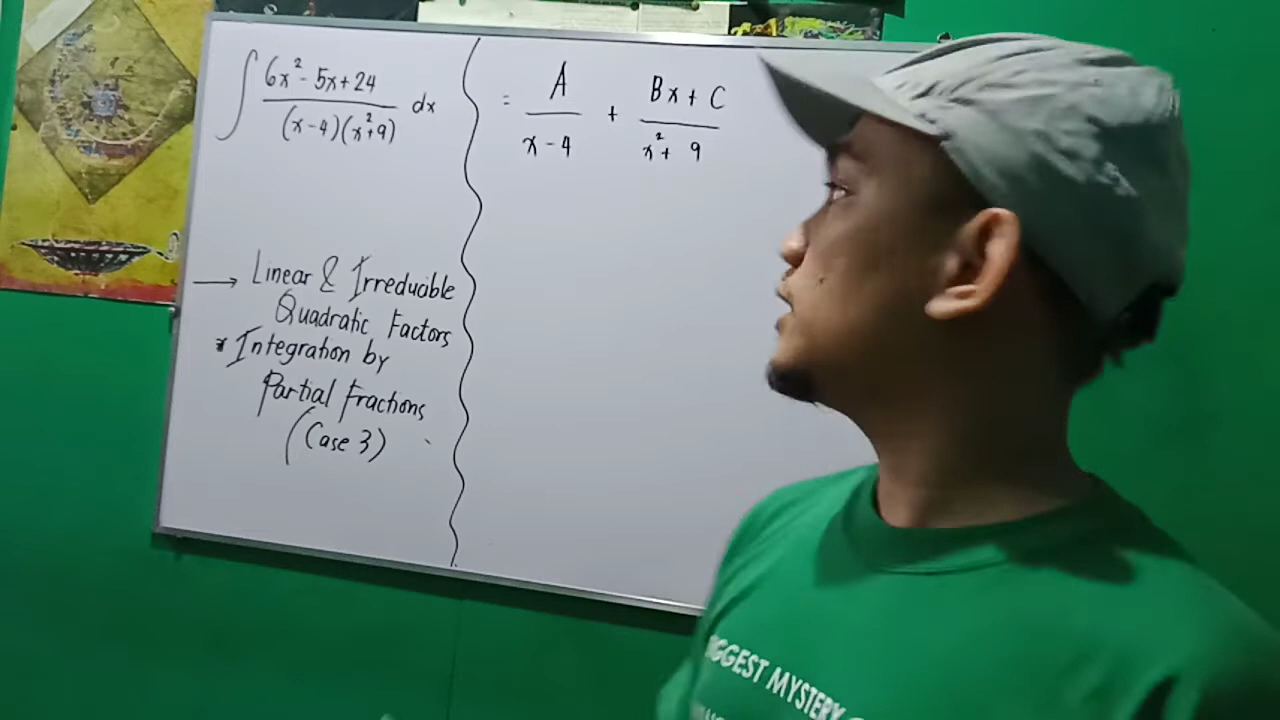 ∫ 6x² - 5x + 24 / (x - 4)(x² + 9) dx
= A / x - 4 + Bx + C / x² + 9
→ Linear & Irreducible
Quadratic Factors
* Integration by
Partial Fractions
(Case 3)
BIGGEST MYSTERY